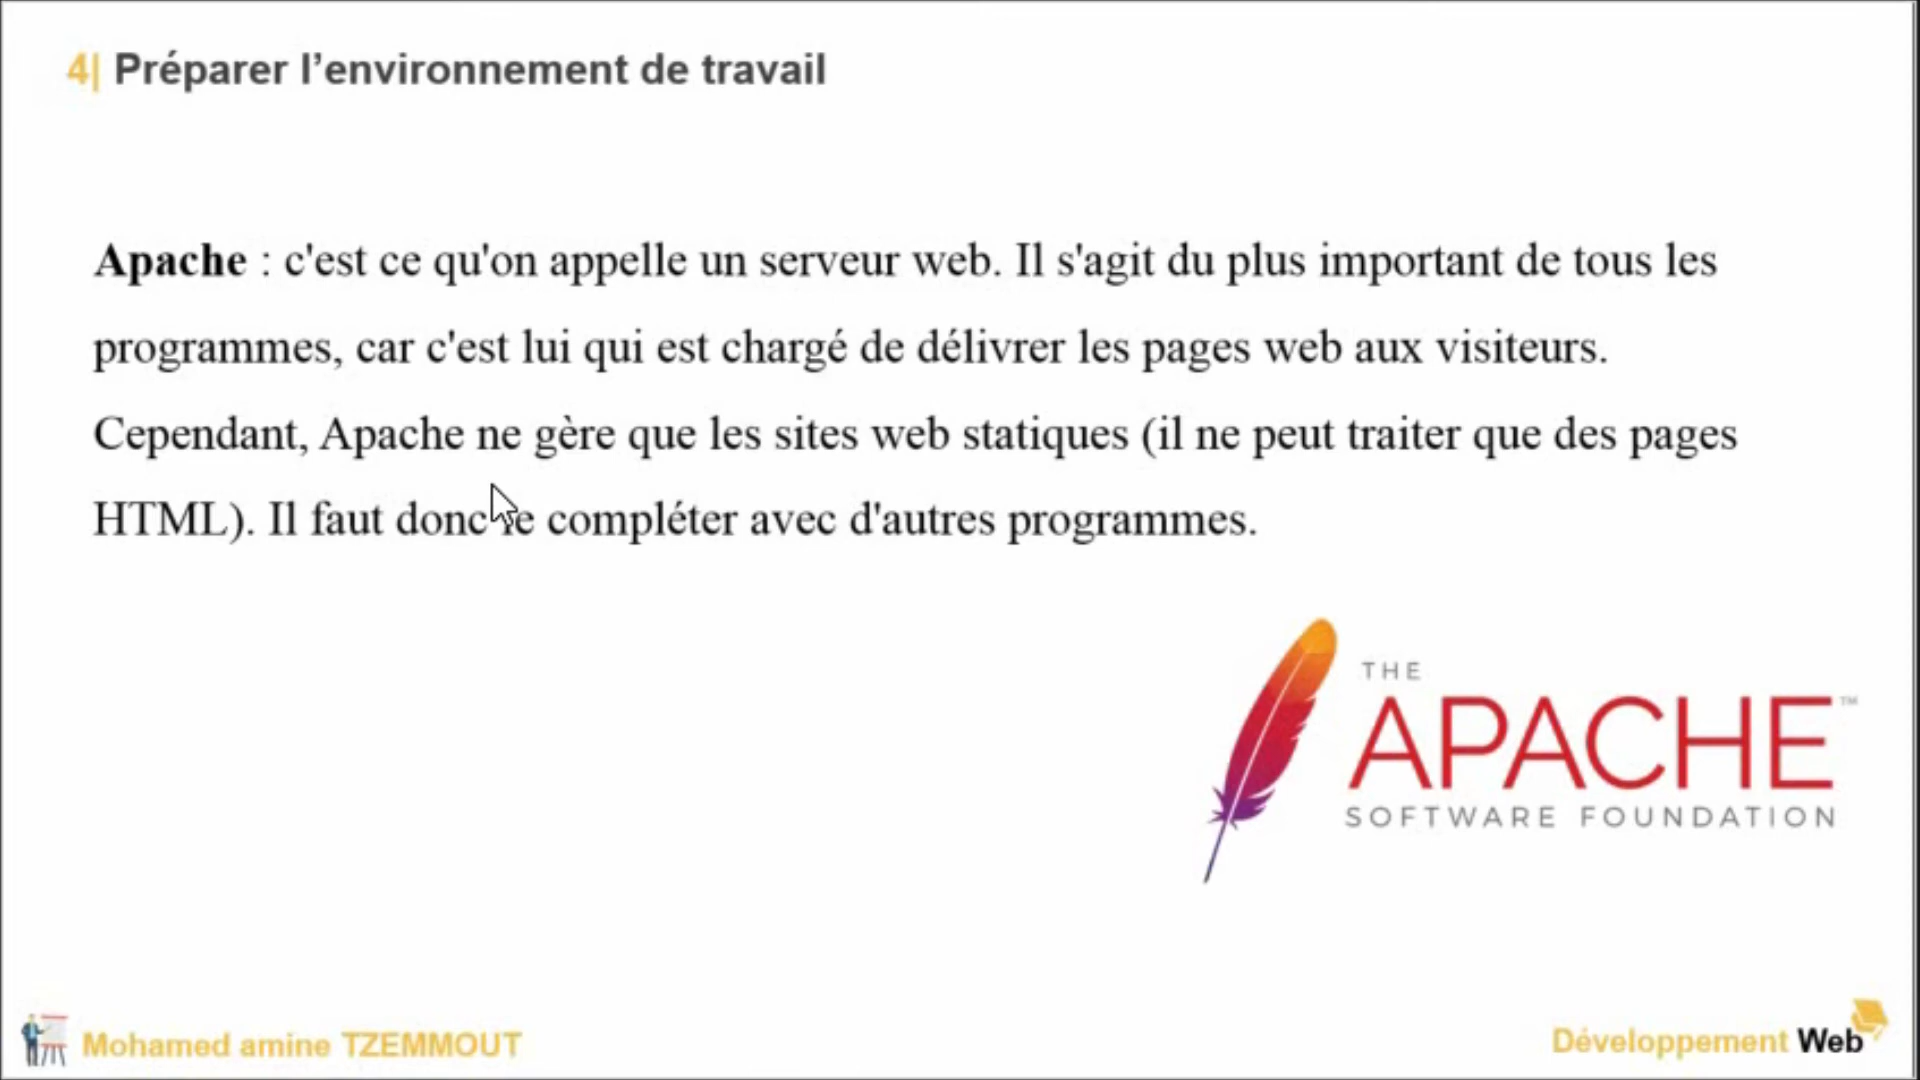 4| Préparer l’environnement de travail
Apache : c'est ce qu'on appelle un serveur web. Il s'agit du plus important de tous les
programmes, car c'est lui qui est chargé de délivrer les pages web aux visiteurs.
Cependant, Apache ne gère que les sites web statiques (il ne peut traiter que des pages
HTML). Il faut donc le compléter avec d'autres programmes.
THE
APACHE™
SOFTWARE FOUNDATION
Mohamed amine TZEMMOUT
Développement Web